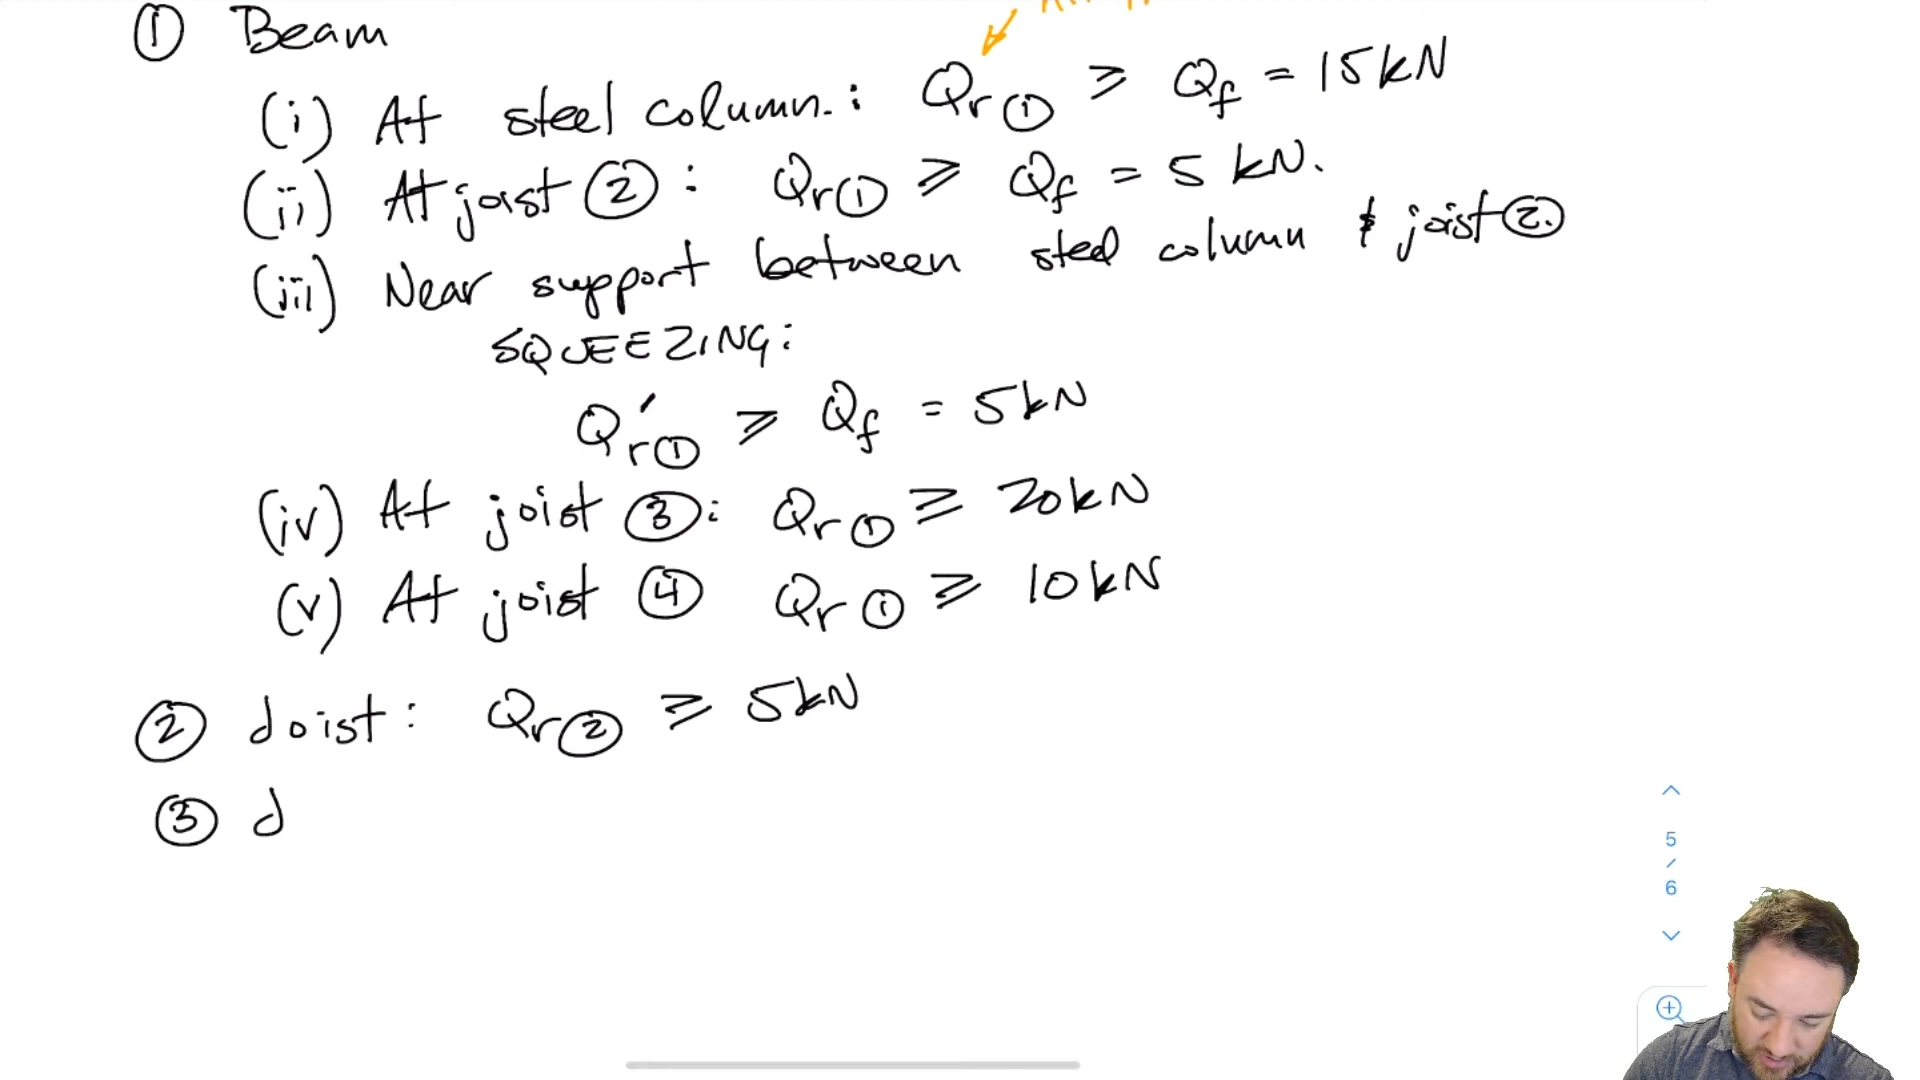 ① Beam
(i) At steel column.: Qr① ≥ Qf = 15kN
(ii) At joist ②: Qr① ≥ Qf = 5 kN.
(iii) Near support between steel column & joist ②.
SQUEEZING:
Q'r① ≥ Qf = 5kN
(iv) At joist ③: Qr① ≥ 20kN
(v) At joist ④ Qr① ≥ 10kN
② Joist: Qr② ≥ 5kN
③ J
5
/
6